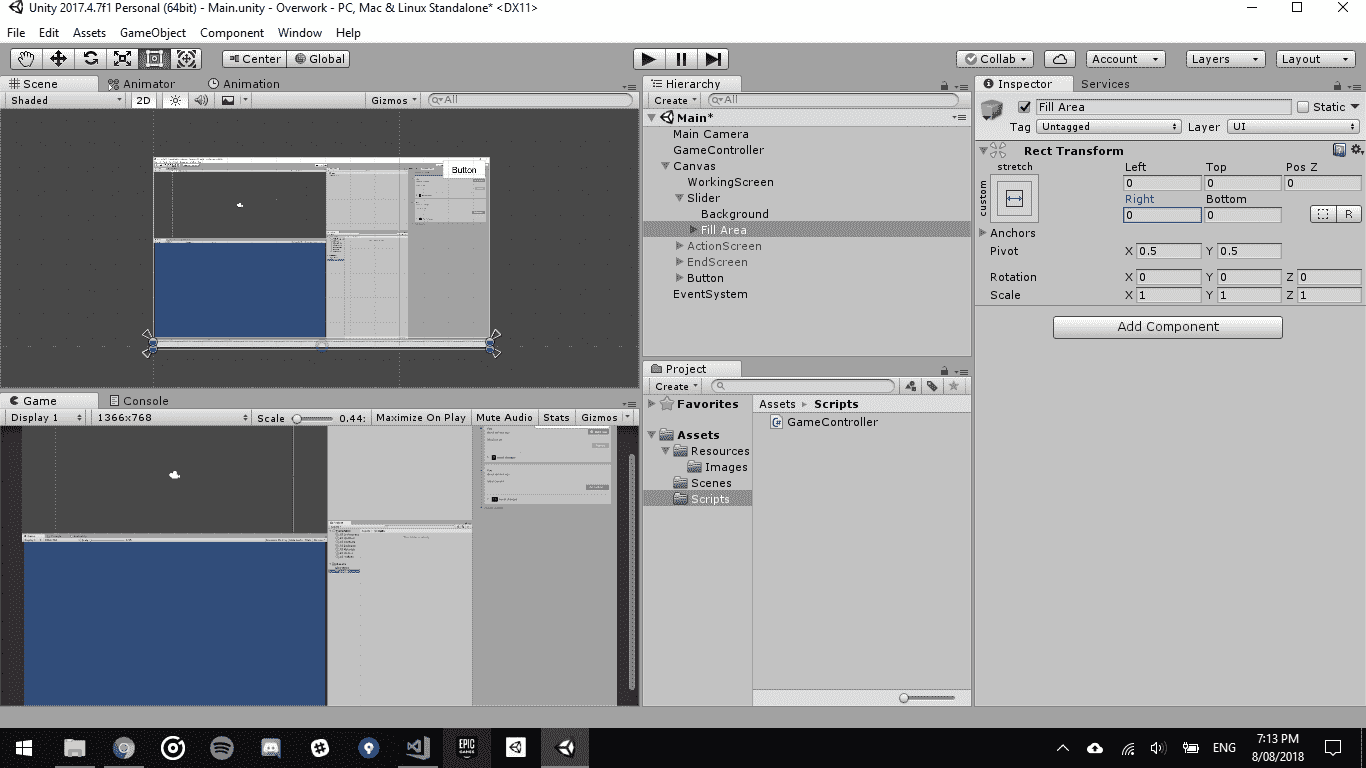 Unity 2017.4.7f1 Personal (64bit) - Main.unity - Overwork - PC, Mac & Linux Standalone* <DX11>
File Edit Assets GameObject Component Window Help
Center Global
Collab Account Layers Layout
Scene Animator Animation
Shaded 2D Gizmos All
Button
Game Console
Display 1 1366x768 Scale 0.44: Maximize On Play Mute Audio Stats Gizmos
Hierarchy
Create All
Main*
Main Camera
GameController
Canvas
WorkingScreen
Slider
Background
Fill Area
ActionScreen
EndScreen
Button
EventSystem
Project
Create
Favorites
Assets
Resources
Images
Scenes
Scripts
Assets ▸ Scripts
GameController
Inspector Services
Fill Area Static
Tag Untagged Layer UI
Rect Transform
stretch
custom
Left Top Pos Z
0 0 0
Right Bottom
0 0 R
Anchors
Pivot X 0.5 Y 0.5
Rotation X 0 Y 0 Z 0
Scale X 1 Y 1 Z 1
Add Component
EPIC GAMES
ENG
7:13 PM
8/08/2018